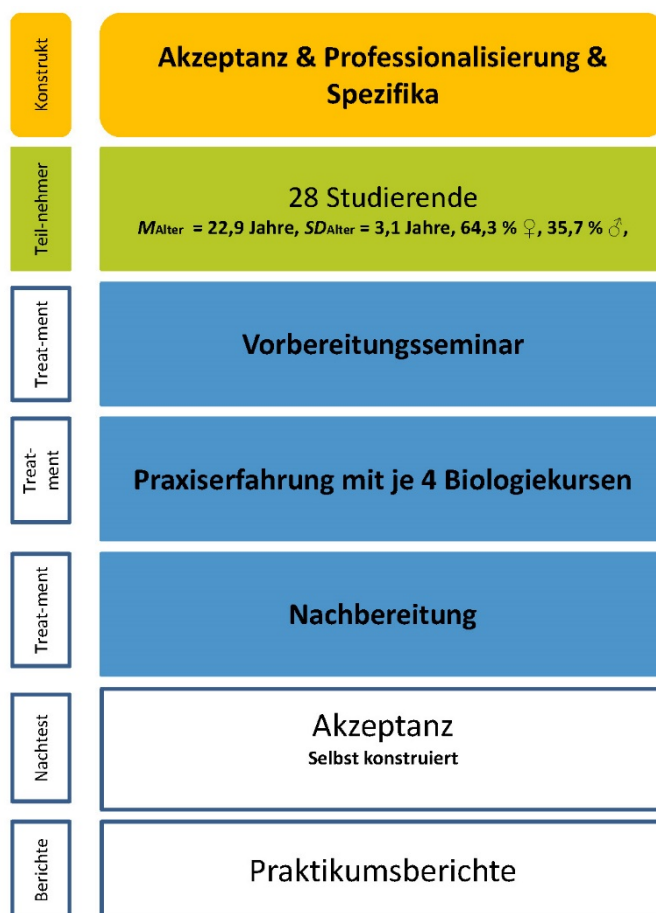 Konstrukt
Akzeptanz & Professionalisierung &
Spezifika
Teil-nehmer
28 Studierende
MAlter = 22,9 Jahre, SDAlter = 3,1 Jahre, 64,3 % ♀, 35,7 % ♂,
Treat-ment
Vorbereitungsseminar
Treat-
ment
Praxiserfahrung mit je 4 Biologiekursen
Treat-ment
Nachbereitung
Nachtest
Akzeptanz
Selbst konstruiert
Berichte
Praktikumsberichte